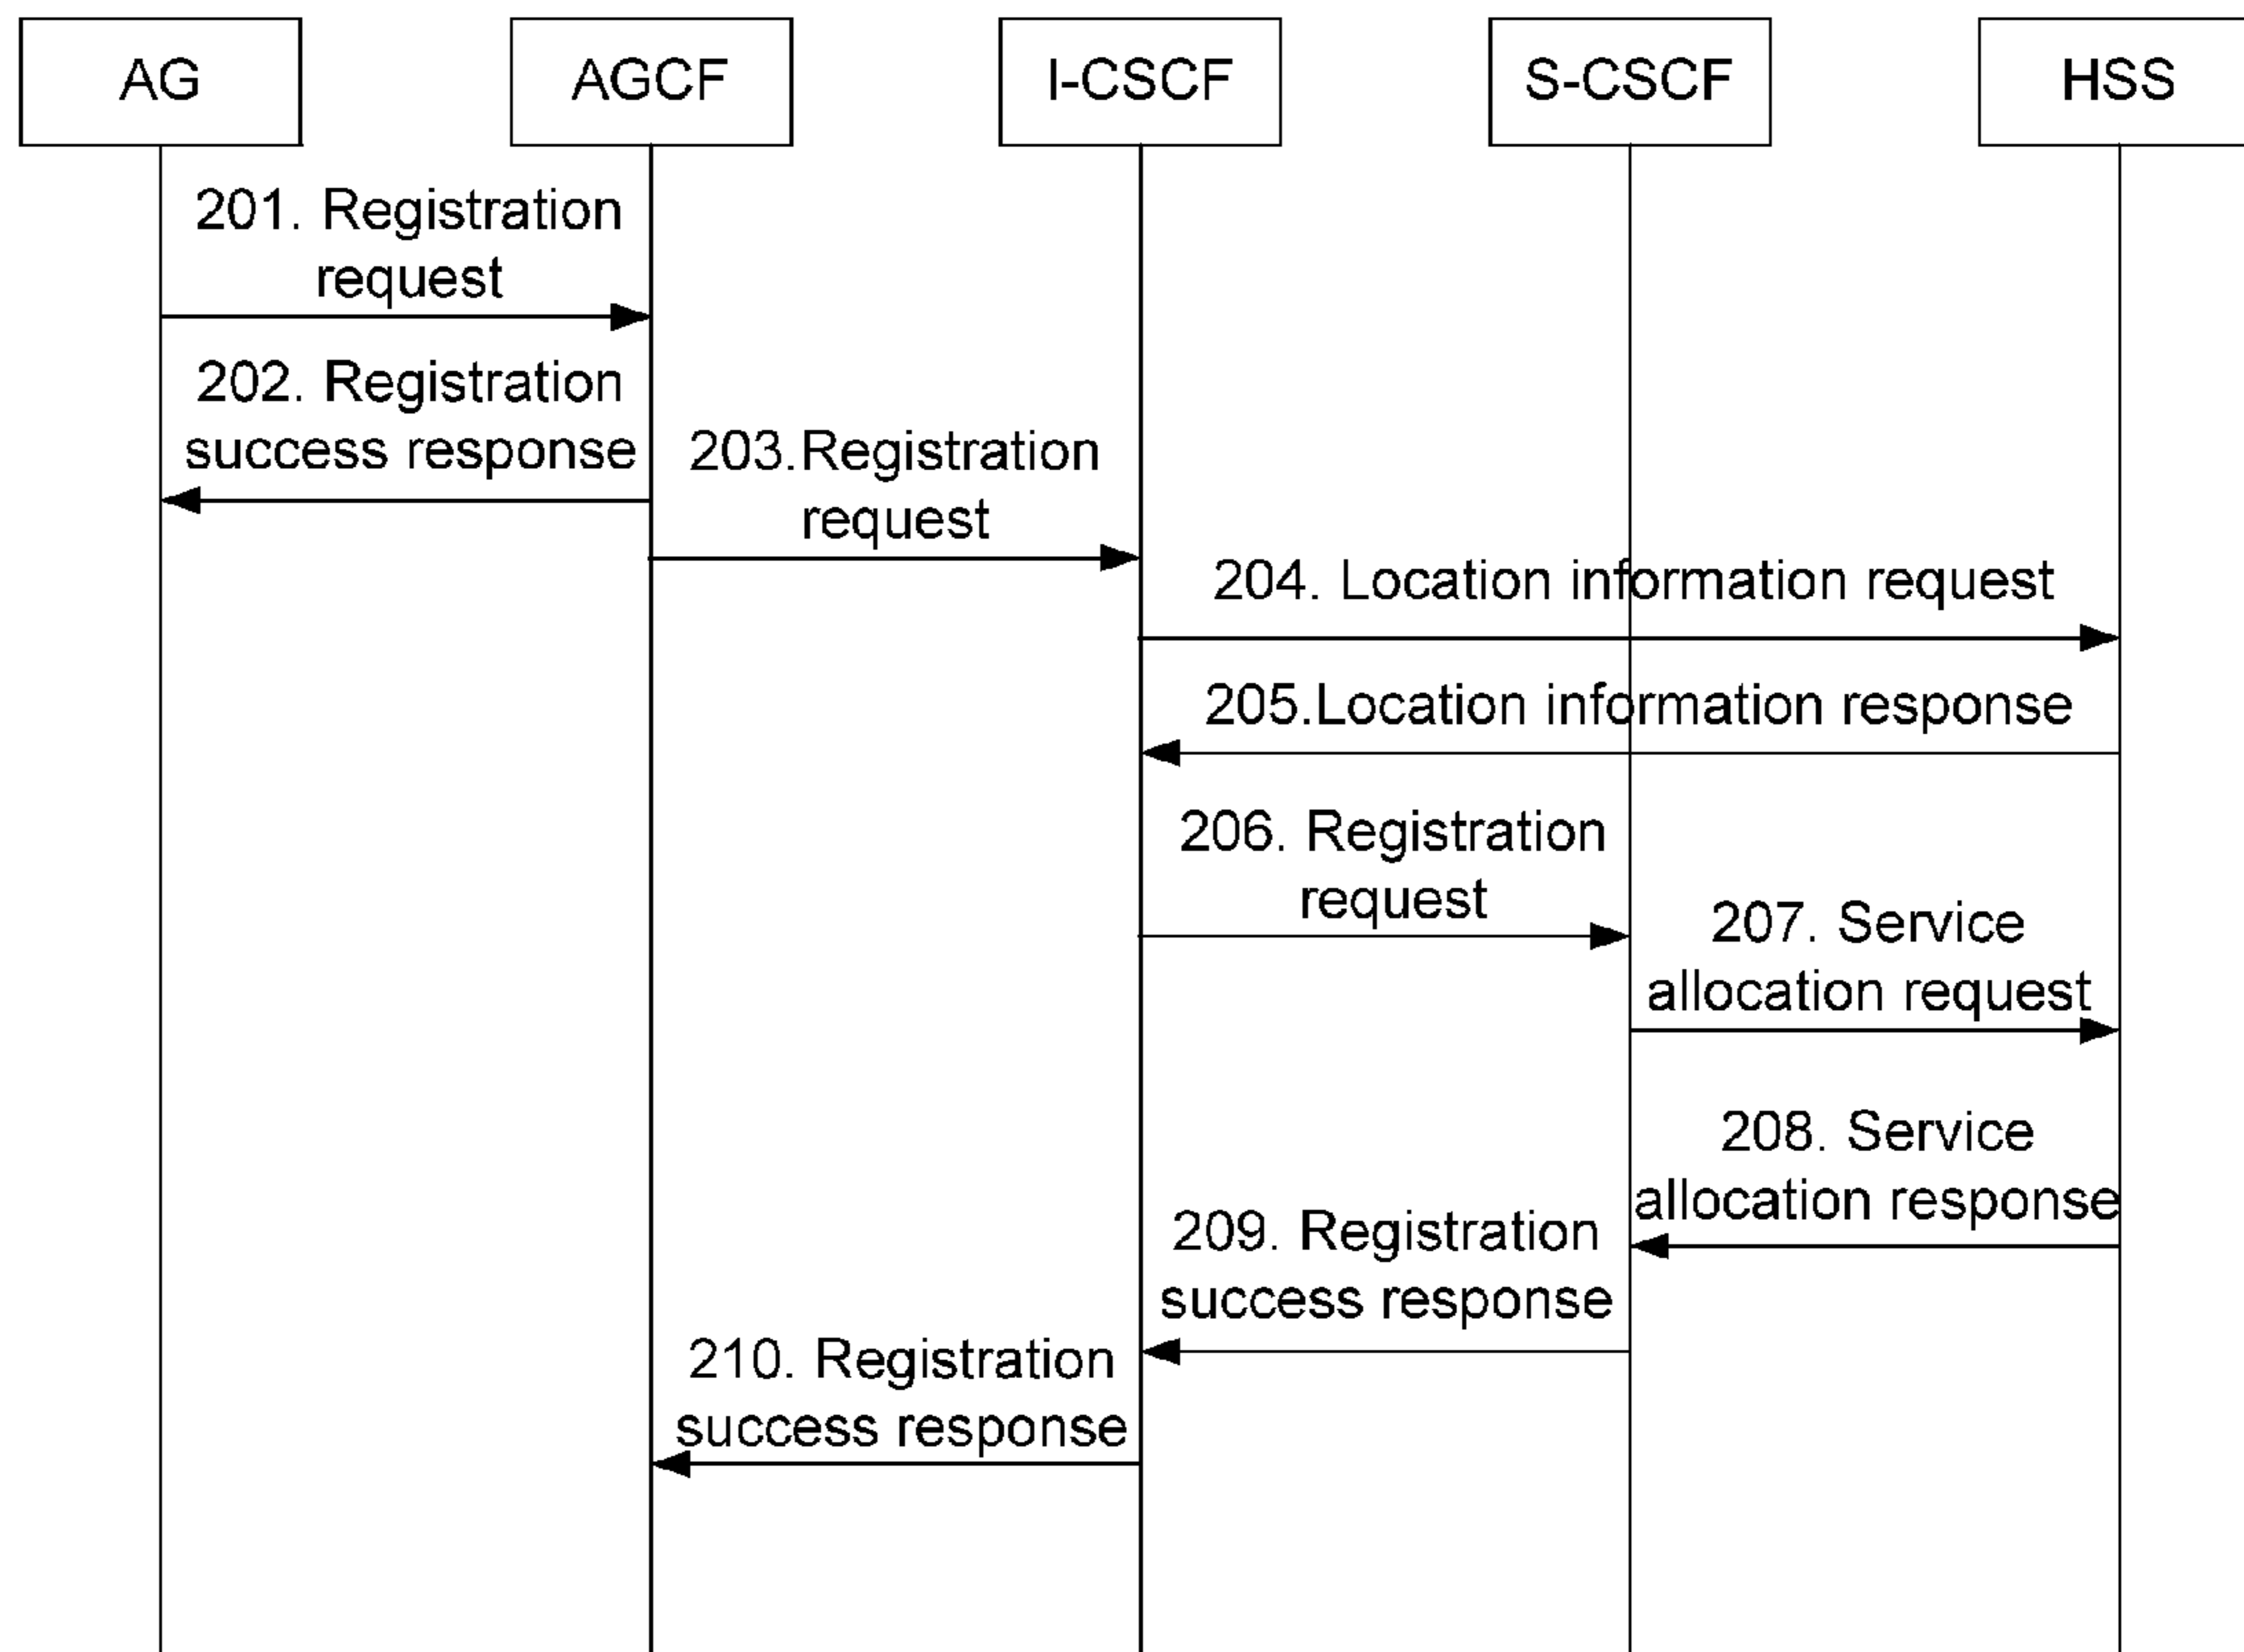 AG
AGCF
I-CSCF
S-CSCF
HSS
201. Registration
request
202. Registration
success response
203.Registration
request
204. Location information request
205.Location information response
206. Registration
request
207. Service
allocation request
208. Service
allocation response
209. Registration
success response
210. Registration
success response